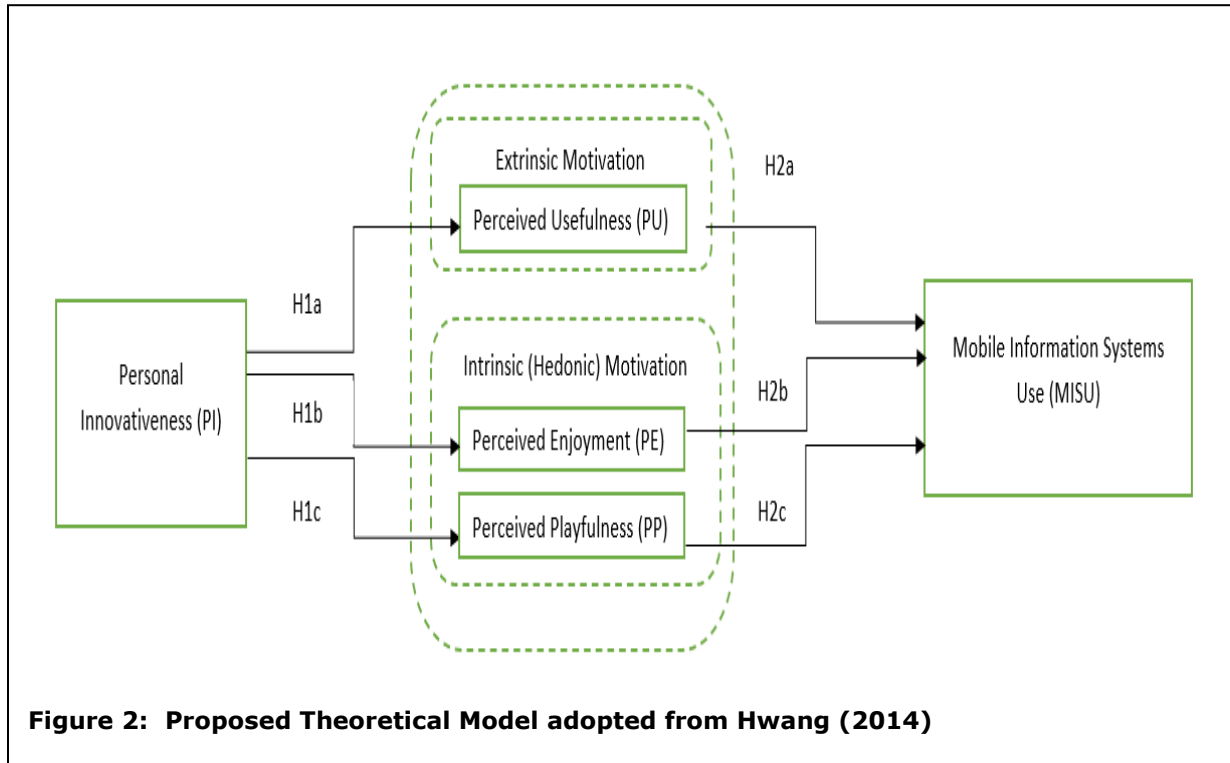 Extrinsic Motivation
H2a
Perceived Usefulness (PU)
H1a
Personal
Innovativeness (PI)
Intrinsic (Hedonic) Motivation
Mobile Information Systems
Use (MISU)
H1b
H2b
Perceived Enjoyment (PE)
H1c
Perceived Playfulness (PP)
H2c
Figure 2:  Proposed Theoretical Model adopted from Hwang (2014)